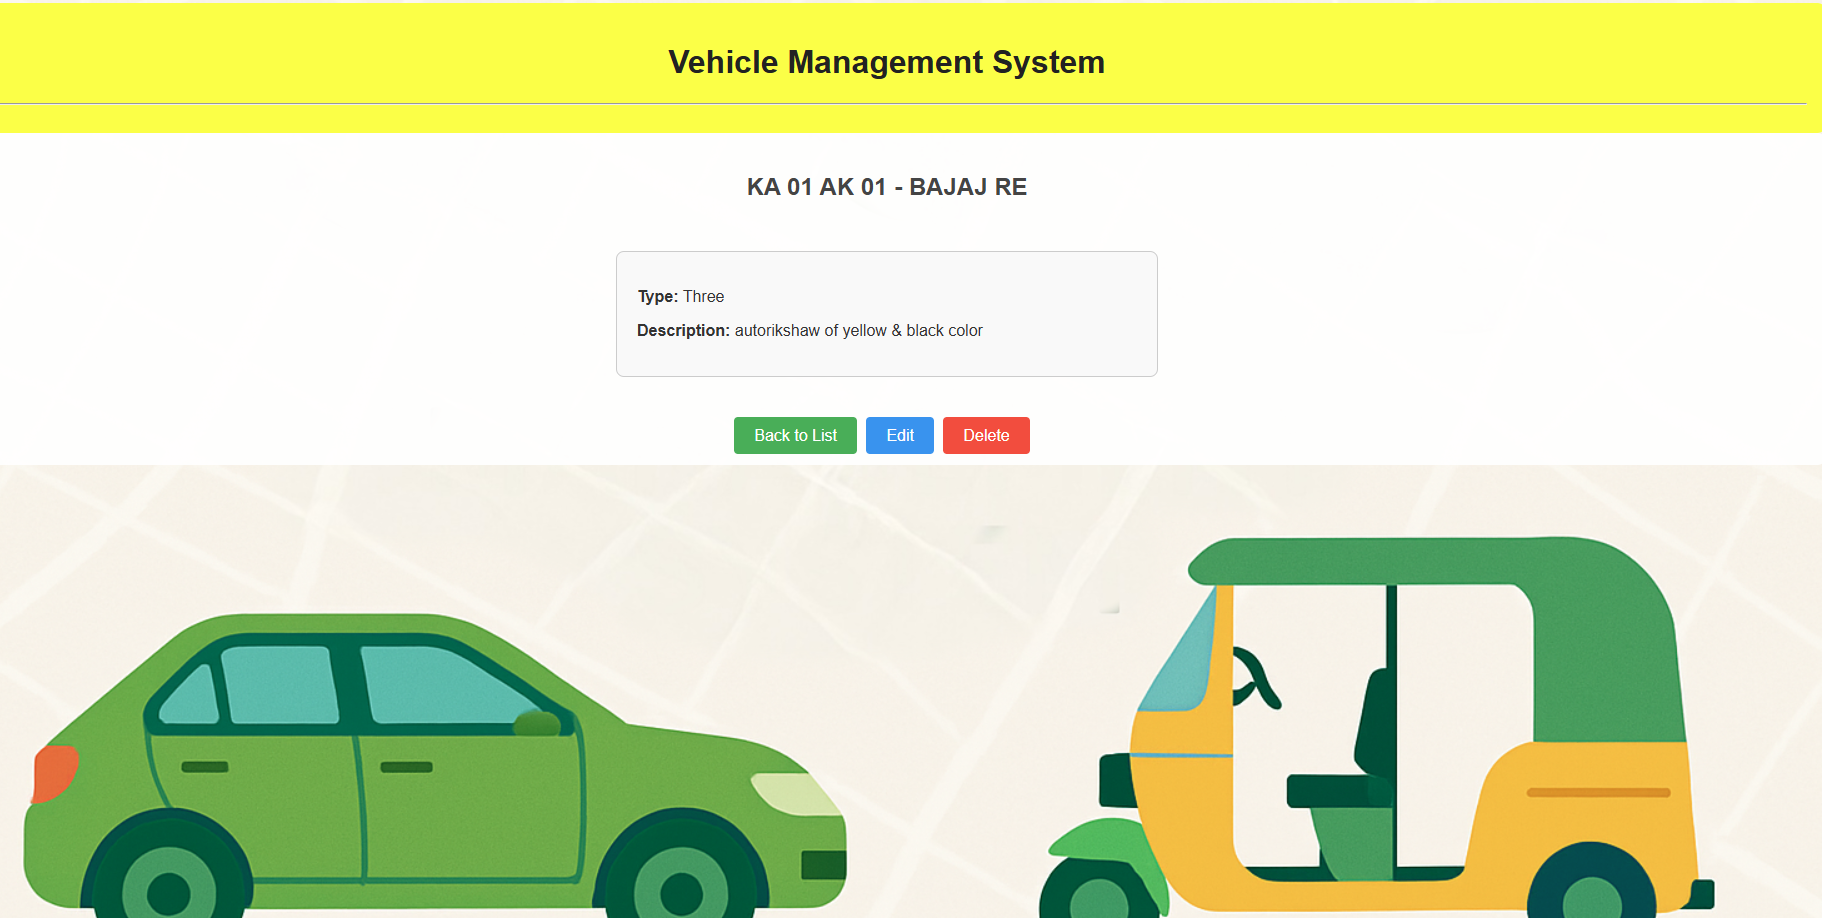 Vehicle Management System
KA 01 AK 01 - BAJAJ RE
Type: Three
Description: autorikshaw of yellow & black color
Back to List Edit Delete